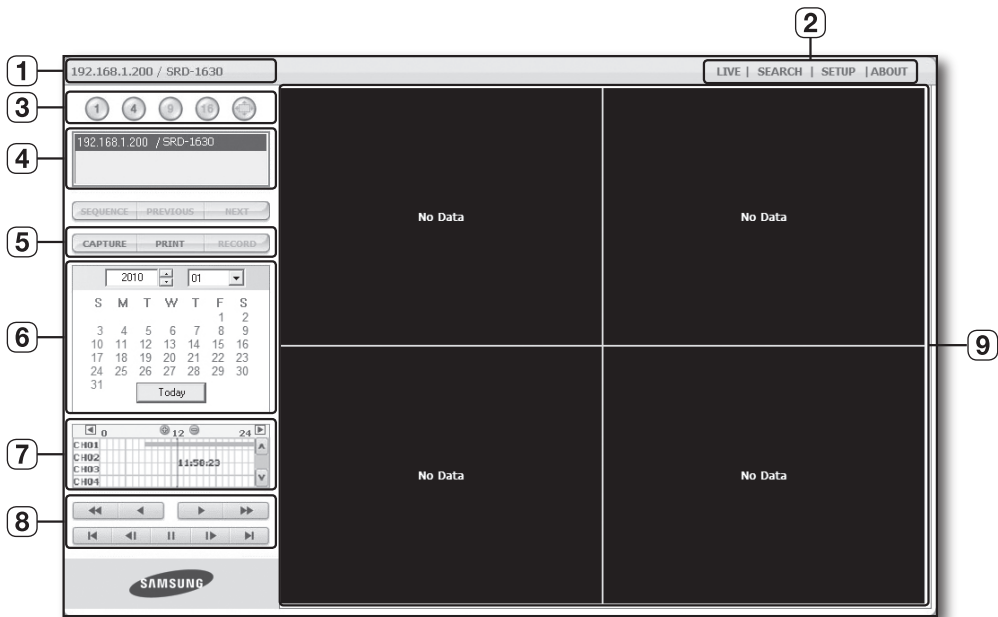 2
1
192.168.1.200 / SRD-1630
LIVE | SEARCH | SETUP |ABOUT
3
1 4 9 16
4
192.168.1.200 / SRD-1630
SEQUENCE PREVIOUS NEXT
5
CAPTURE PRINT RECORD
6
2010 01
S M T W T F S
1 2
3 4 5 6 7 8 9
10 11 12 13 14 15 16
17 18 19 20 21 22 23
24 25 26 27 28 29 30
31
Today
7
0 12 24
CH01
CH02
11:50:23
CH03
CH04
8
SAMSUNG
No Data
No Data
9
No Data
No Data